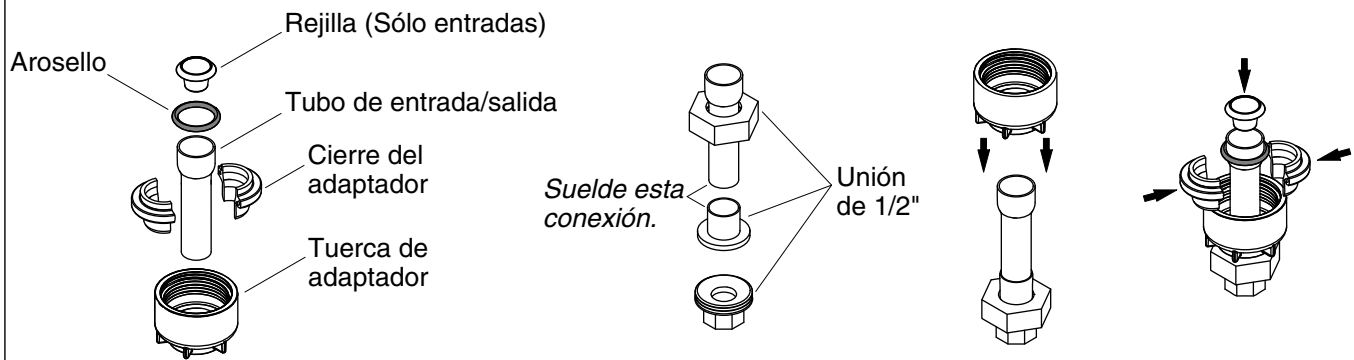 Rejilla (Sólo entradas)
Arosello
Tubo de entrada/salida
Cierre del
adaptador
Tuerca de
adaptador
Suelde esta
conexión.
Unión
de 1/2"